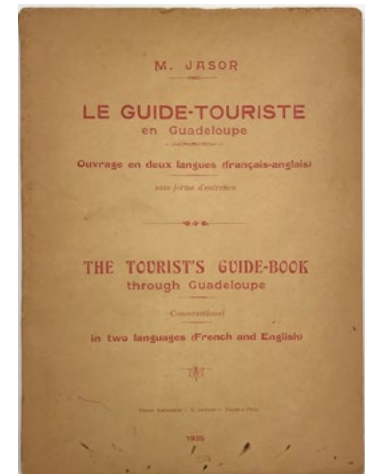 M. JASOR
LE GUIDE-TOURISTE
en Guadeloupe
Ouvrage en deux langues (français-anglais)
sous forme d'entretien
THE TOURIST'S GUIDE-BOOK
through Guadeloupe
Conversational
in two languages (French and English)
1935